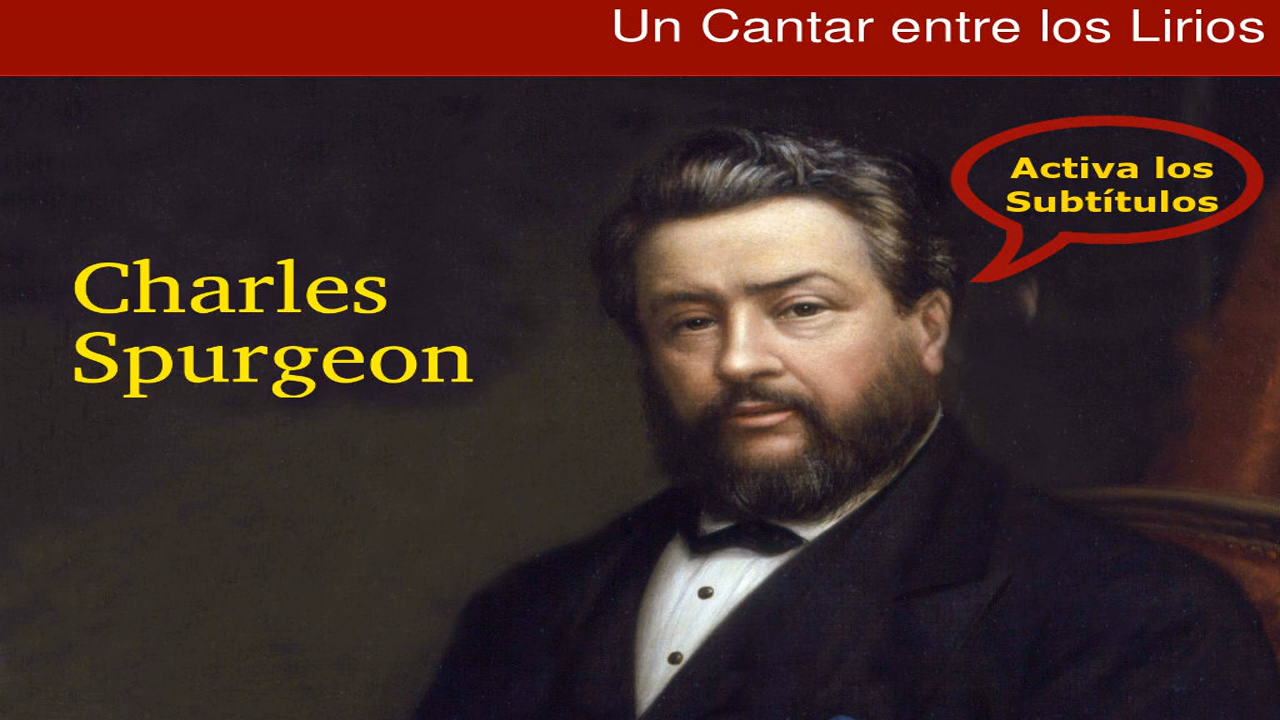 Un Cantar entre los Lirios
Activa los
Subtítulos
Charles
Spurgeon